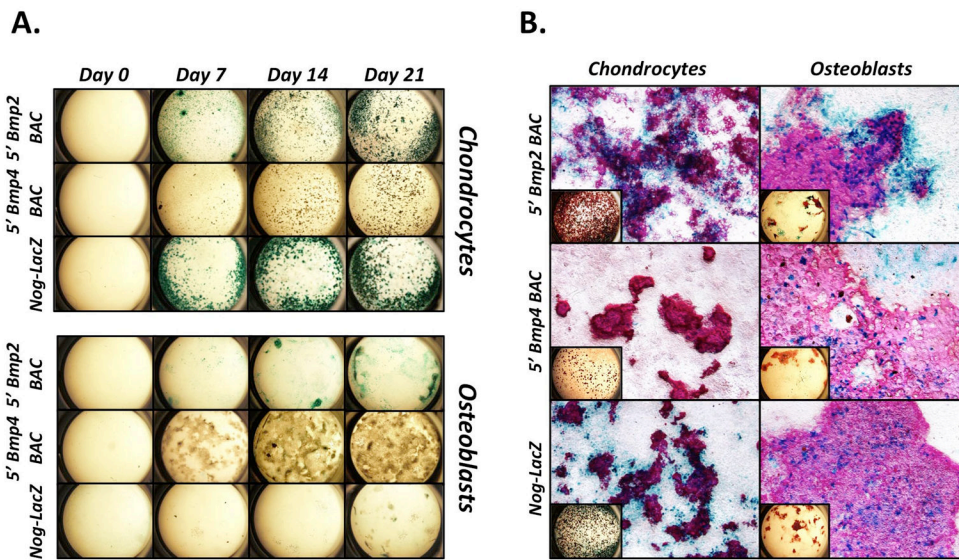 A.
Day 0 Day 7 Day 14 Day 21
5' Bmp2
BAC
5' Bmp4
BAC
Nog-LacZ
Chondrocytes
5' Bmp2
BAC
5' Bmp4
BAC
Nog-LacZ
Osteoblasts
B.
Chondrocytes Osteoblasts
5' Bmp2 BAC
5' Bmp4 BAC
Nog-LacZ